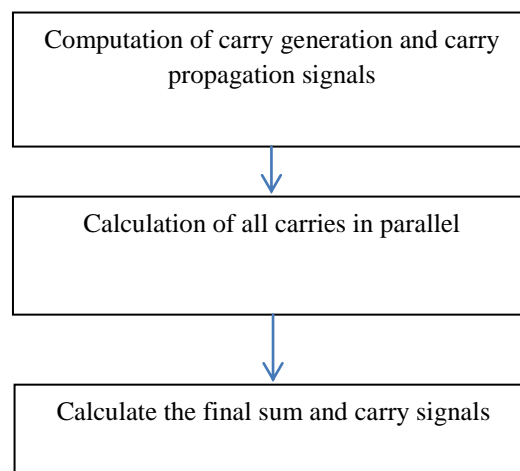 Computation of carry generation and carry
propagation signals
Calculation of all carries in parallel
Calculate the final sum and carry signals